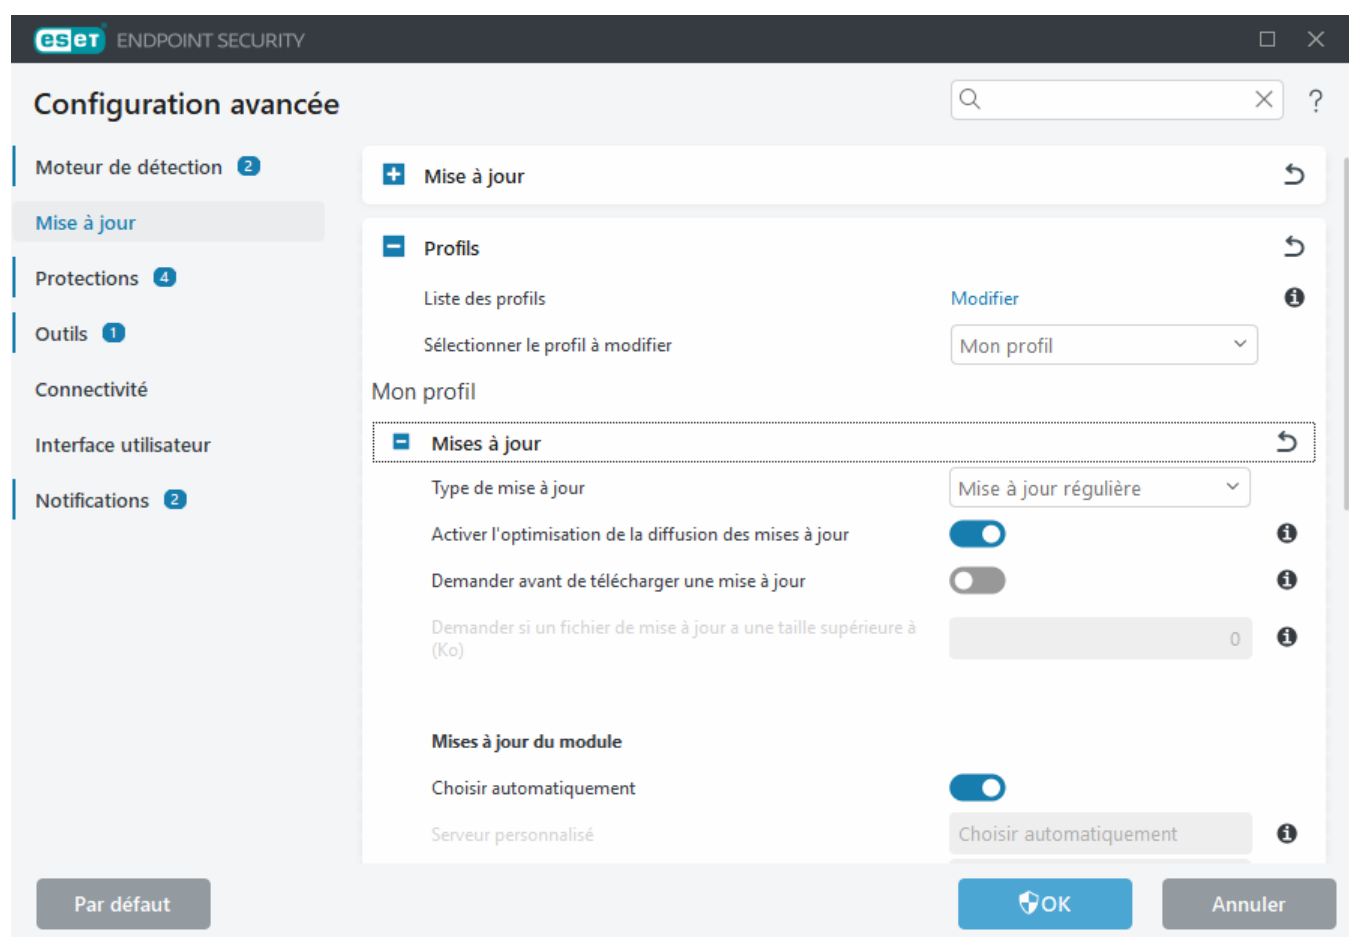 eset ENDPOINT SECURITY
Configuration avancée
?
Moteur de détection 2
Mise à jour
Protections 4
Outils 1
Connectivité
Interface utilisateur
Notifications 2
Mise à jour
Profils
Liste des profils Modifier
Sélectionner le profil à modifier Mon profil
Mon profil
Mises à jour
Type de mise à jour Mise à jour régulière
Activer l'optimisation de la diffusion des mises à jour
Demander avant de télécharger une mise à jour
Demander si un fichier de mise à jour a une taille supérieure à
(Ko) 0
Mises à jour du module
Choisir automatiquement
Serveur personnalisé Choisir automatiquement
Par défaut OK Annuler